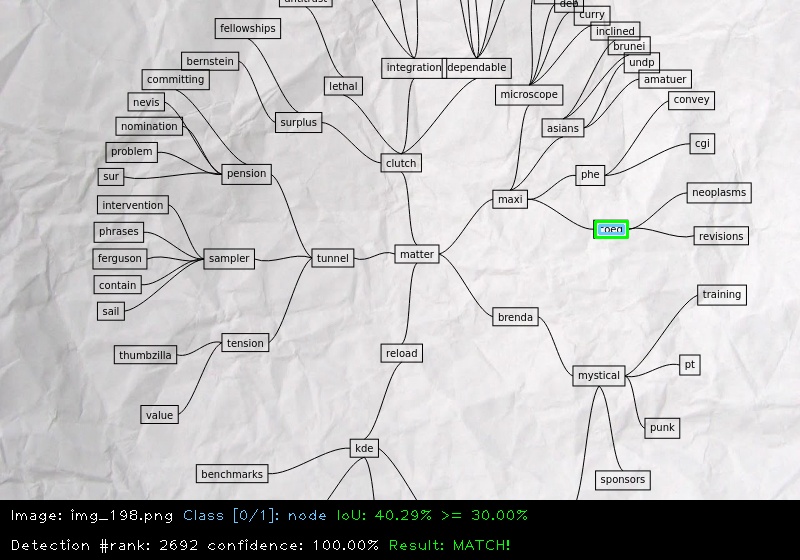 antitrust
deb
curry
fellowships
inclined
brunei
bernstein
integration
dependable
undp
committing
lethal
amatuer
nevis
microscope
convey
nomination
surplus
asians
problem
clutch
cgi
sur
pension
phe
intervention
maxi
neoplasms
phrases
coed
revisions
ferguson
sampler
tunnel
matter
contain
training
sail
brenda
tension
reload
thumbzilla
pt
mystical
value
punk
kde
benchmarks
sponsors
Image: img_198.png Class [0/1]: node IoU: 40.29% >= 30.00%
Detection #rank: 2692 confidence: 100.00% Result: MATCH!